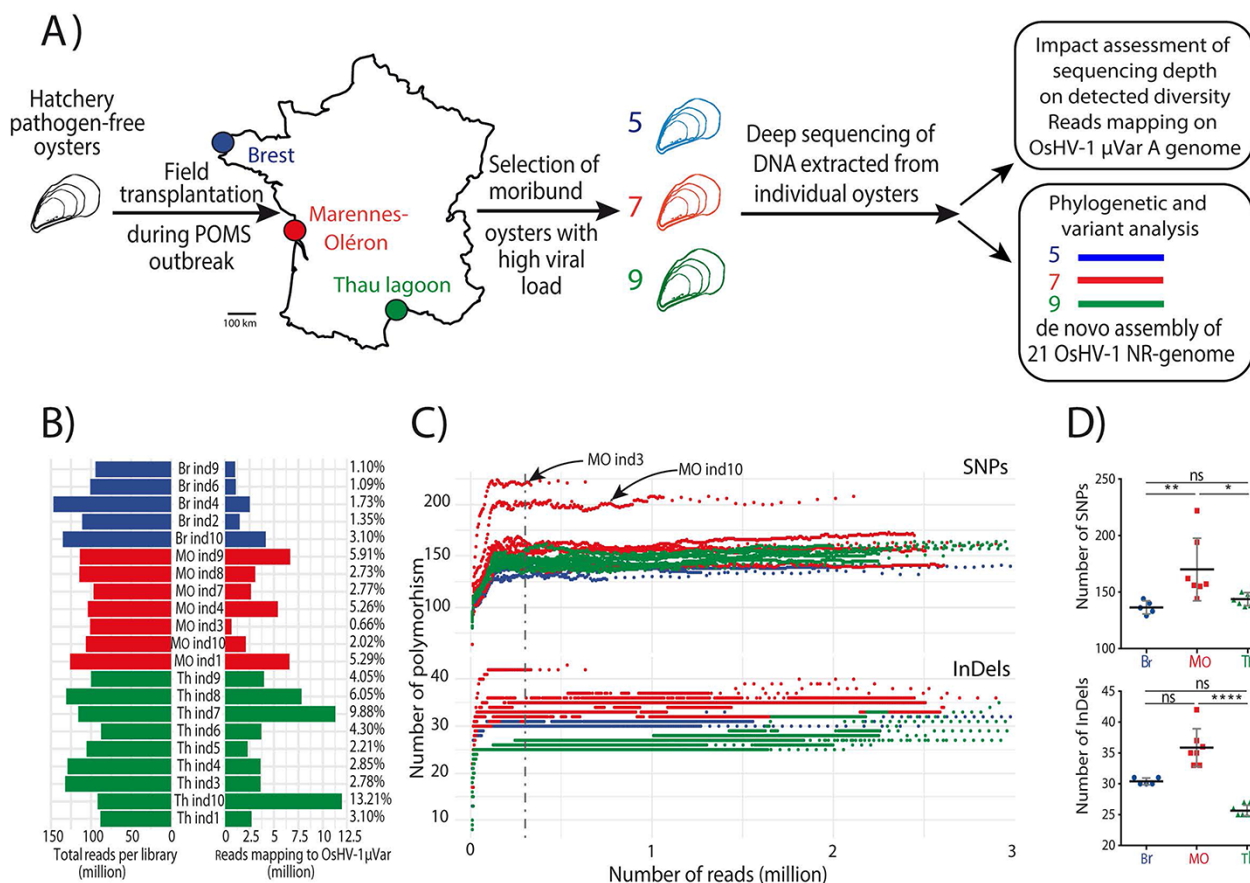 A)
Hatchery
pathogen-free
oysters
Field
transplantation
during POMS
outbreak
Brest
Marennes-
Oléron
Thau lagoon
100 km
Selection of
moribund
oysters with
high viral
load
5
7
9
Deep sequencing of
DNA extracted from
individual oysters
Impact assessment of
sequencing depth
on detected diversity
Reads mapping on
OsHV-1 µVar A genome
Phylogenetic and
variant analysis
5
7
9
de novo assembly of
21 OsHV-1 NR-genome
B)
Br ind9 1.10%
Br ind6 1.09%
Br ind4 1.73%
Br ind2 1.35%
Br ind10 3.10%
MO ind9 5.91%
MO ind8 2.73%
MO ind7 2.77%
MO ind4 5.26%
MO ind3 0.66%
MO ind10 2.02%
MO ind1 5.29%
Th ind9 4.05%
Th ind8 6.05%
Th ind7 9.88%
Th ind6 4.30%
Th ind5 2.21%
Th ind4 2.85%
Th ind3 2.78%
Th ind10 13.21%
Th ind1 3.10%
150 100 50 0 0 2.5 5 7.5 10 12.5
Total reads per library
(million)
Reads mapping to OsHV-1µVar
(million)
C)
MO ind3
MO ind10
SNPs
200
150
100
Number of polymorhism
InDels
40
30
20
10
0 1 2 3
Number of reads (million)
D)
ns
** *
250
200
150
100
Number of SNPs
Br MO Th
ns
ns ****
45
40
35
30
25
20
Number of InDels
Br MO Th